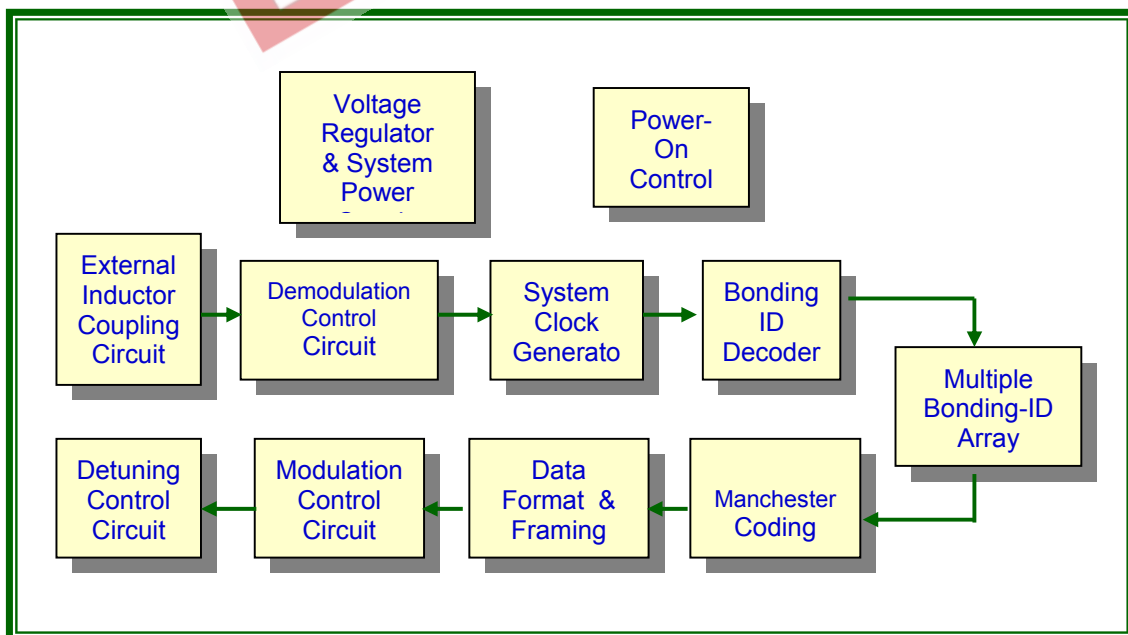 Voltage
Regulator
& System
Power
Power-
On
Control
External
Inductor
Coupling
Circuit
Demodulation
Control
Circuit
System
Clock
Generato
Bonding
ID
Decoder
Multiple
Bonding-ID
Array
Detuning
Control
Circuit
Modulation
Control
Circuit
Data
Format &
Framing
Manchester
Coding